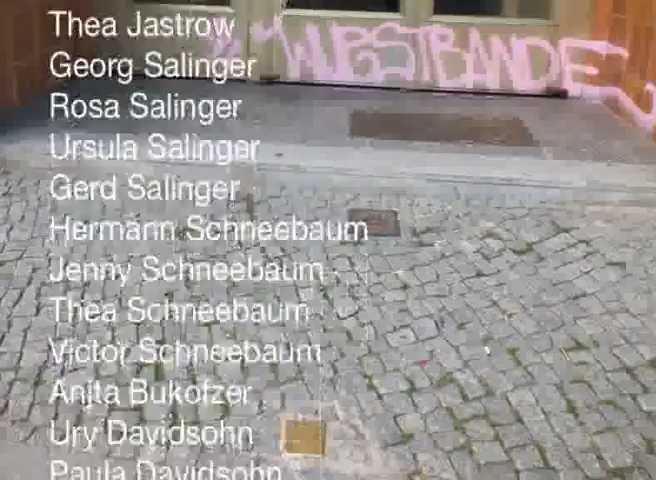 Thea Jastrow
Georg Salinger
Rosa Salinger
Ursula Salinger
Gerd Salinger
Hermann Schneebaum
Jenny Schneebaum
Thea Schneebaum
Victor Schneebaum
Anita Bukofzer
Ury Davidsohn
Paula Davidsohn